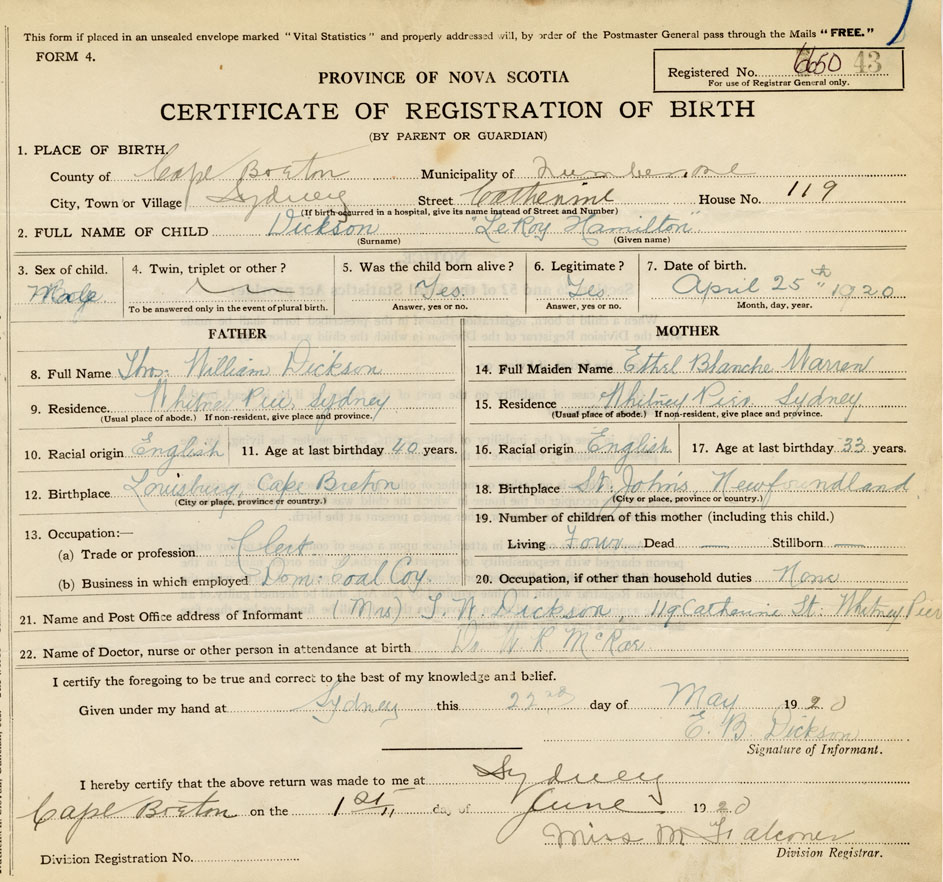 This form if placed in an unsealed envelope marked "Vital Statistics" and properly addressed will, by order of the Postmaster General pass through the Mails "FREE."
FORM 4.
Registered No. 6650 43
For use of Registrar General only.
PROVINCE OF NOVA SCOTIA
CERTIFICATE OF REGISTRATION OF BIRTH
(BY PARENT OR GUARDIAN)
1. PLACE OF BIRTH.
County of Cape Breton Municipality of Number one
City, Town or Village Sydney Street Catherine House No. 119
(If birth occurred in a hospital, give its name instead of Street and Number)
2. FULL NAME OF CHILD Dickson "LeRoy Hamilton"
(Surname) (Given name)
3. Sex of child. 4. Twin, triplet or other? 5. Was the child born alive? 6. Legitimate? 7. Date of birth.
Male Yes. Yes. April 25th 1920
To be answered only in the event of plural birth. Answer, yes or no. Answer, yes or no. Month, day, year.
FATHER MOTHER
8. Full Name Thos. William Dickson 14. Full Maiden Name Ethel Blanche Warren
9. Residence. Whitney Pier, Sydney 15. Residence Whitney Pier, Sydney
(Usual place of abode.) If non-resident, give place and province. (Usual place of abode.) If non-resident, give place and province.
10. Racial origin English 11. Age at last birthday 40 years. 16. Racial origin English 17. Age at last birthday 33 years.
12. Birthplace Louisburg, Cape Breton 18. Birthplace St. John's, Newfoundland
(City or place, province or country.) (City or place, province or country.)
13. Occupation:— 19. Number of children of this mother (including this child.)
(a) Trade or profession Clerk Living Four Dead — Stillborn —
(b) Business in which employed Dom: Coal Coy. 20. Occupation, if other than household duties None
21. Name and Post Office address of Informant (Mrs) T. W. Dickson, 119 Catherine St. Whitney Pier
22. Name of Doctor, nurse or other person in attendance at birth Dr. W. R McRae
I certify the foregoing to be true and correct to the best of my knowledge and belief.
Given under my hand at Sydney this 22nd day of May 1920
E. B. Dickson
Signature of Informant.
I hereby certify that the above return was made to me at Sydney
Cape Breton on the 1st day of June 1920
Miss M Falconer
Division Registrar.
Division Registration No.